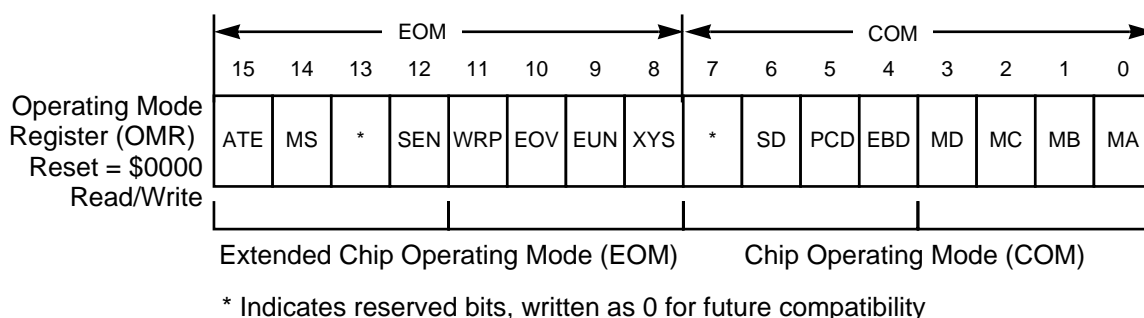 EOM COM
15 14 13 12 11 10 9 8 7 6 5 4 3 2 1 0
Operating Mode
Register (OMR)
Reset = $0000
Read/Write
ATE MS * SEN WRP EOV EUN XYS * SD PCD EBD MD MC MB MA
Extended Chip Operating Mode (EOM) Chip Operating Mode (COM)
* Indicates reserved bits, written as 0 for future compatibility